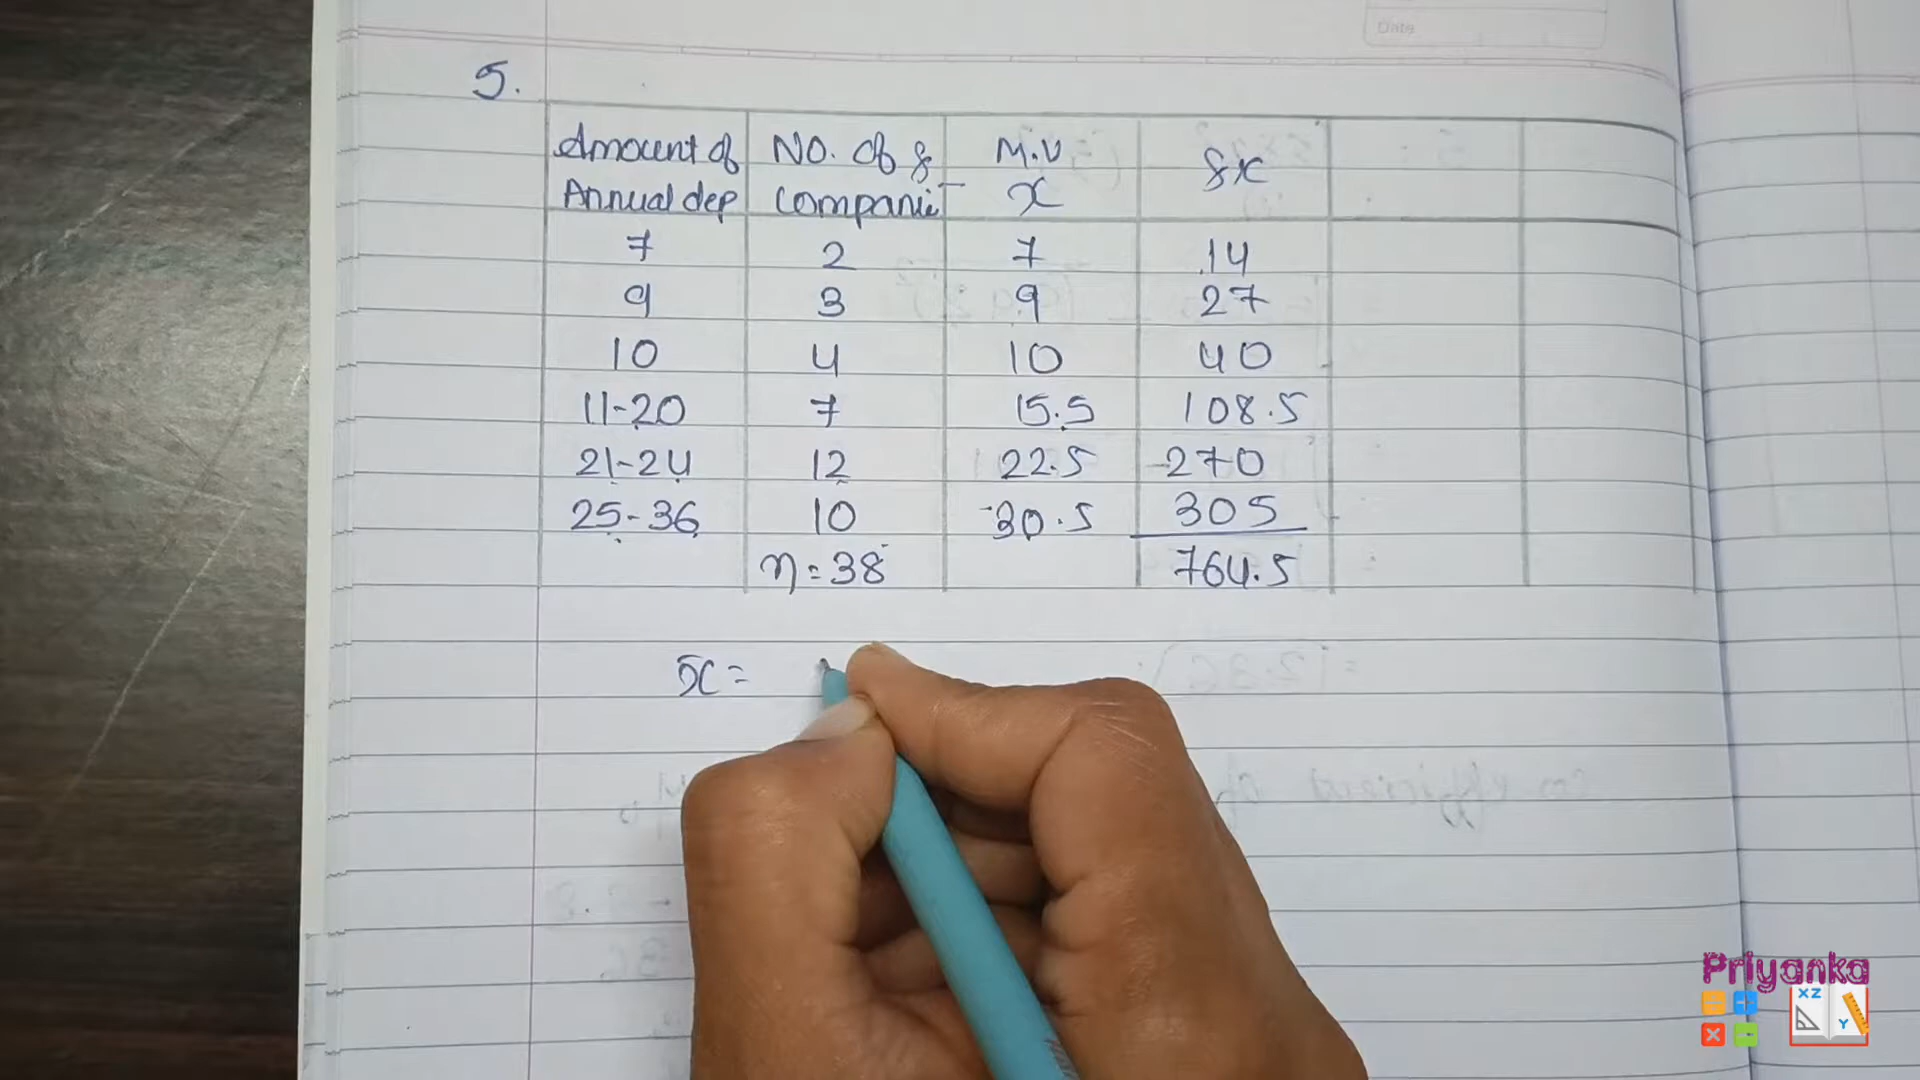 Date
5.
Amount of Annual dep No. of f Companie M.V x fx
7 2 7 14
9 3 9 27
10 4 10 40
11-20 7 15.5 108.5
21-24 12 22.5 270
25-36 10 30.5 305
n=38 764.5
x̄ =
Priyanka
XZ
Y